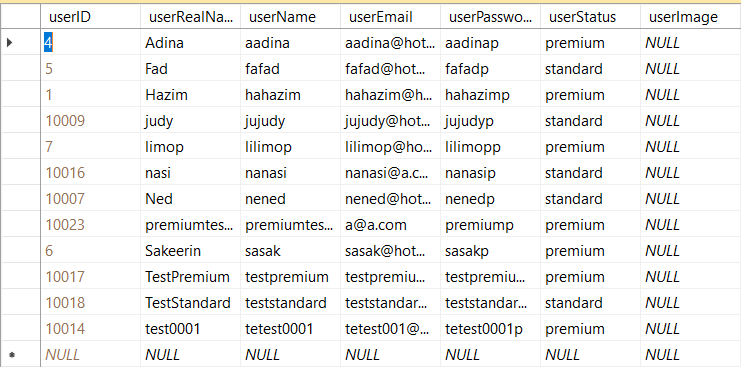 userID userRealNa... userName userEmail userPasswo... userStatus userImage
4 Adina aadina aadina@hot... aadinap premium NULL
5 Fad fafad fafad@hot... fafadp standard NULL
1 Hazim hahazim hahazim@h... hahazimp premium NULL
10009 judy jujudy jujudy@hot... jujudyp standard NULL
7 limop lilimop lilimop@ho... lilimopp premium NULL
10016 nasi nanasi nanasi@a.c... nanasip standard NULL
10007 Ned nened nened@hot... nenedp standard NULL
10023 premiumtes... premiumtes... a@a.com premiump premium NULL
6 Sakeerin sasak sasak@hot... sasakp premium NULL
10017 TestPremium testpremium testpremiu... testpremiu... premium NULL
10018 TestStandard teststandard teststandar... teststandar... standard NULL
10014 test0001 tetest0001 tetest001@... tetest0001p premium NULL
NULL NULL NULL NULL NULL NULL NULL